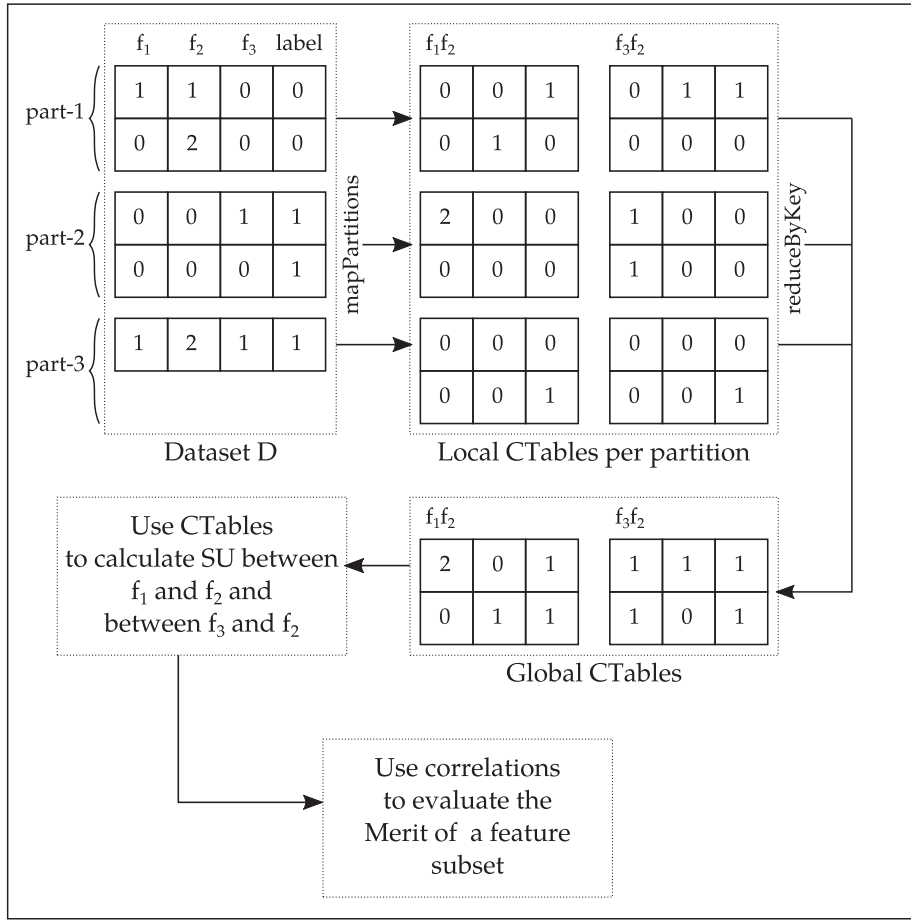 f₁ f₂ f₃ label
part-1
1 1 0 0
0 2 0 0
part-2
0 0 1 1
0 0 0 1
part-3
1 2 1 1
Dataset D
mapPartitions
f₁f₂ f₃f₂
0 0 1 0 1 1
0 1 0 0 0 0
2 0 0 1 0 0
0 0 0 1 0 0
0 0 0 0 0 0
0 0 1 0 0 1
Local CTables per partition
reduceByKey
f₁f₂ f₃f₂
2 0 1 1 1 1
0 1 1 1 0 1
Global CTables
Use CTables
to calculate SU between
f₁ and f₂ and
between f₃ and f₂
Use correlations
to evaluate the
Merit of a feature
subset